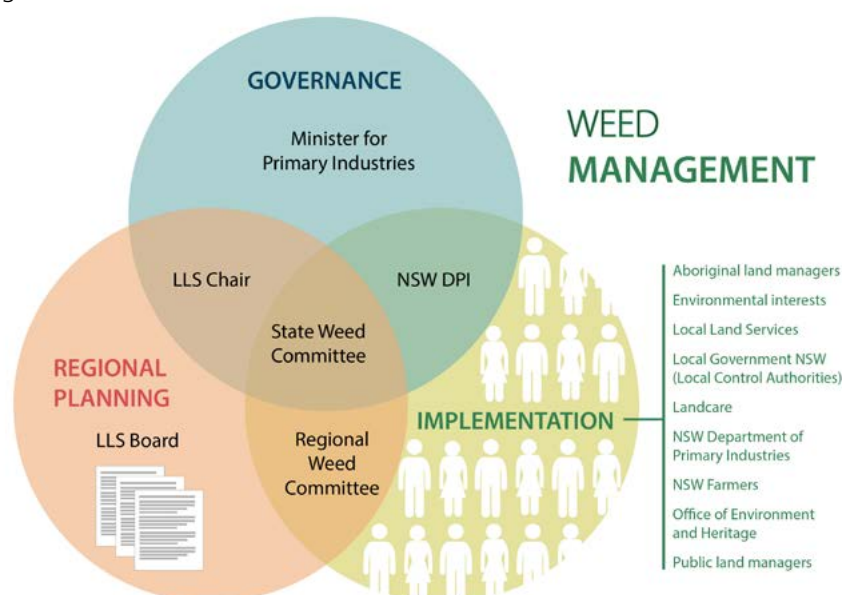 GOVERNANCE
Minister for
Primary Industries
WEED
MANAGEMENT
LLS Chair
NSW DPI
State Weed
Committee
REGIONAL
PLANNING
LLS Board
Regional
Weed
Committee
IMPLEMENTATION
Aboriginal land managers
Environmental interests
Local Land Services
Local Government NSW
(Local Control Authorities)
Landcare
NSW Department of
Primary Industries
NSW Farmers
Office of Environment
and Heritage
Public land managers